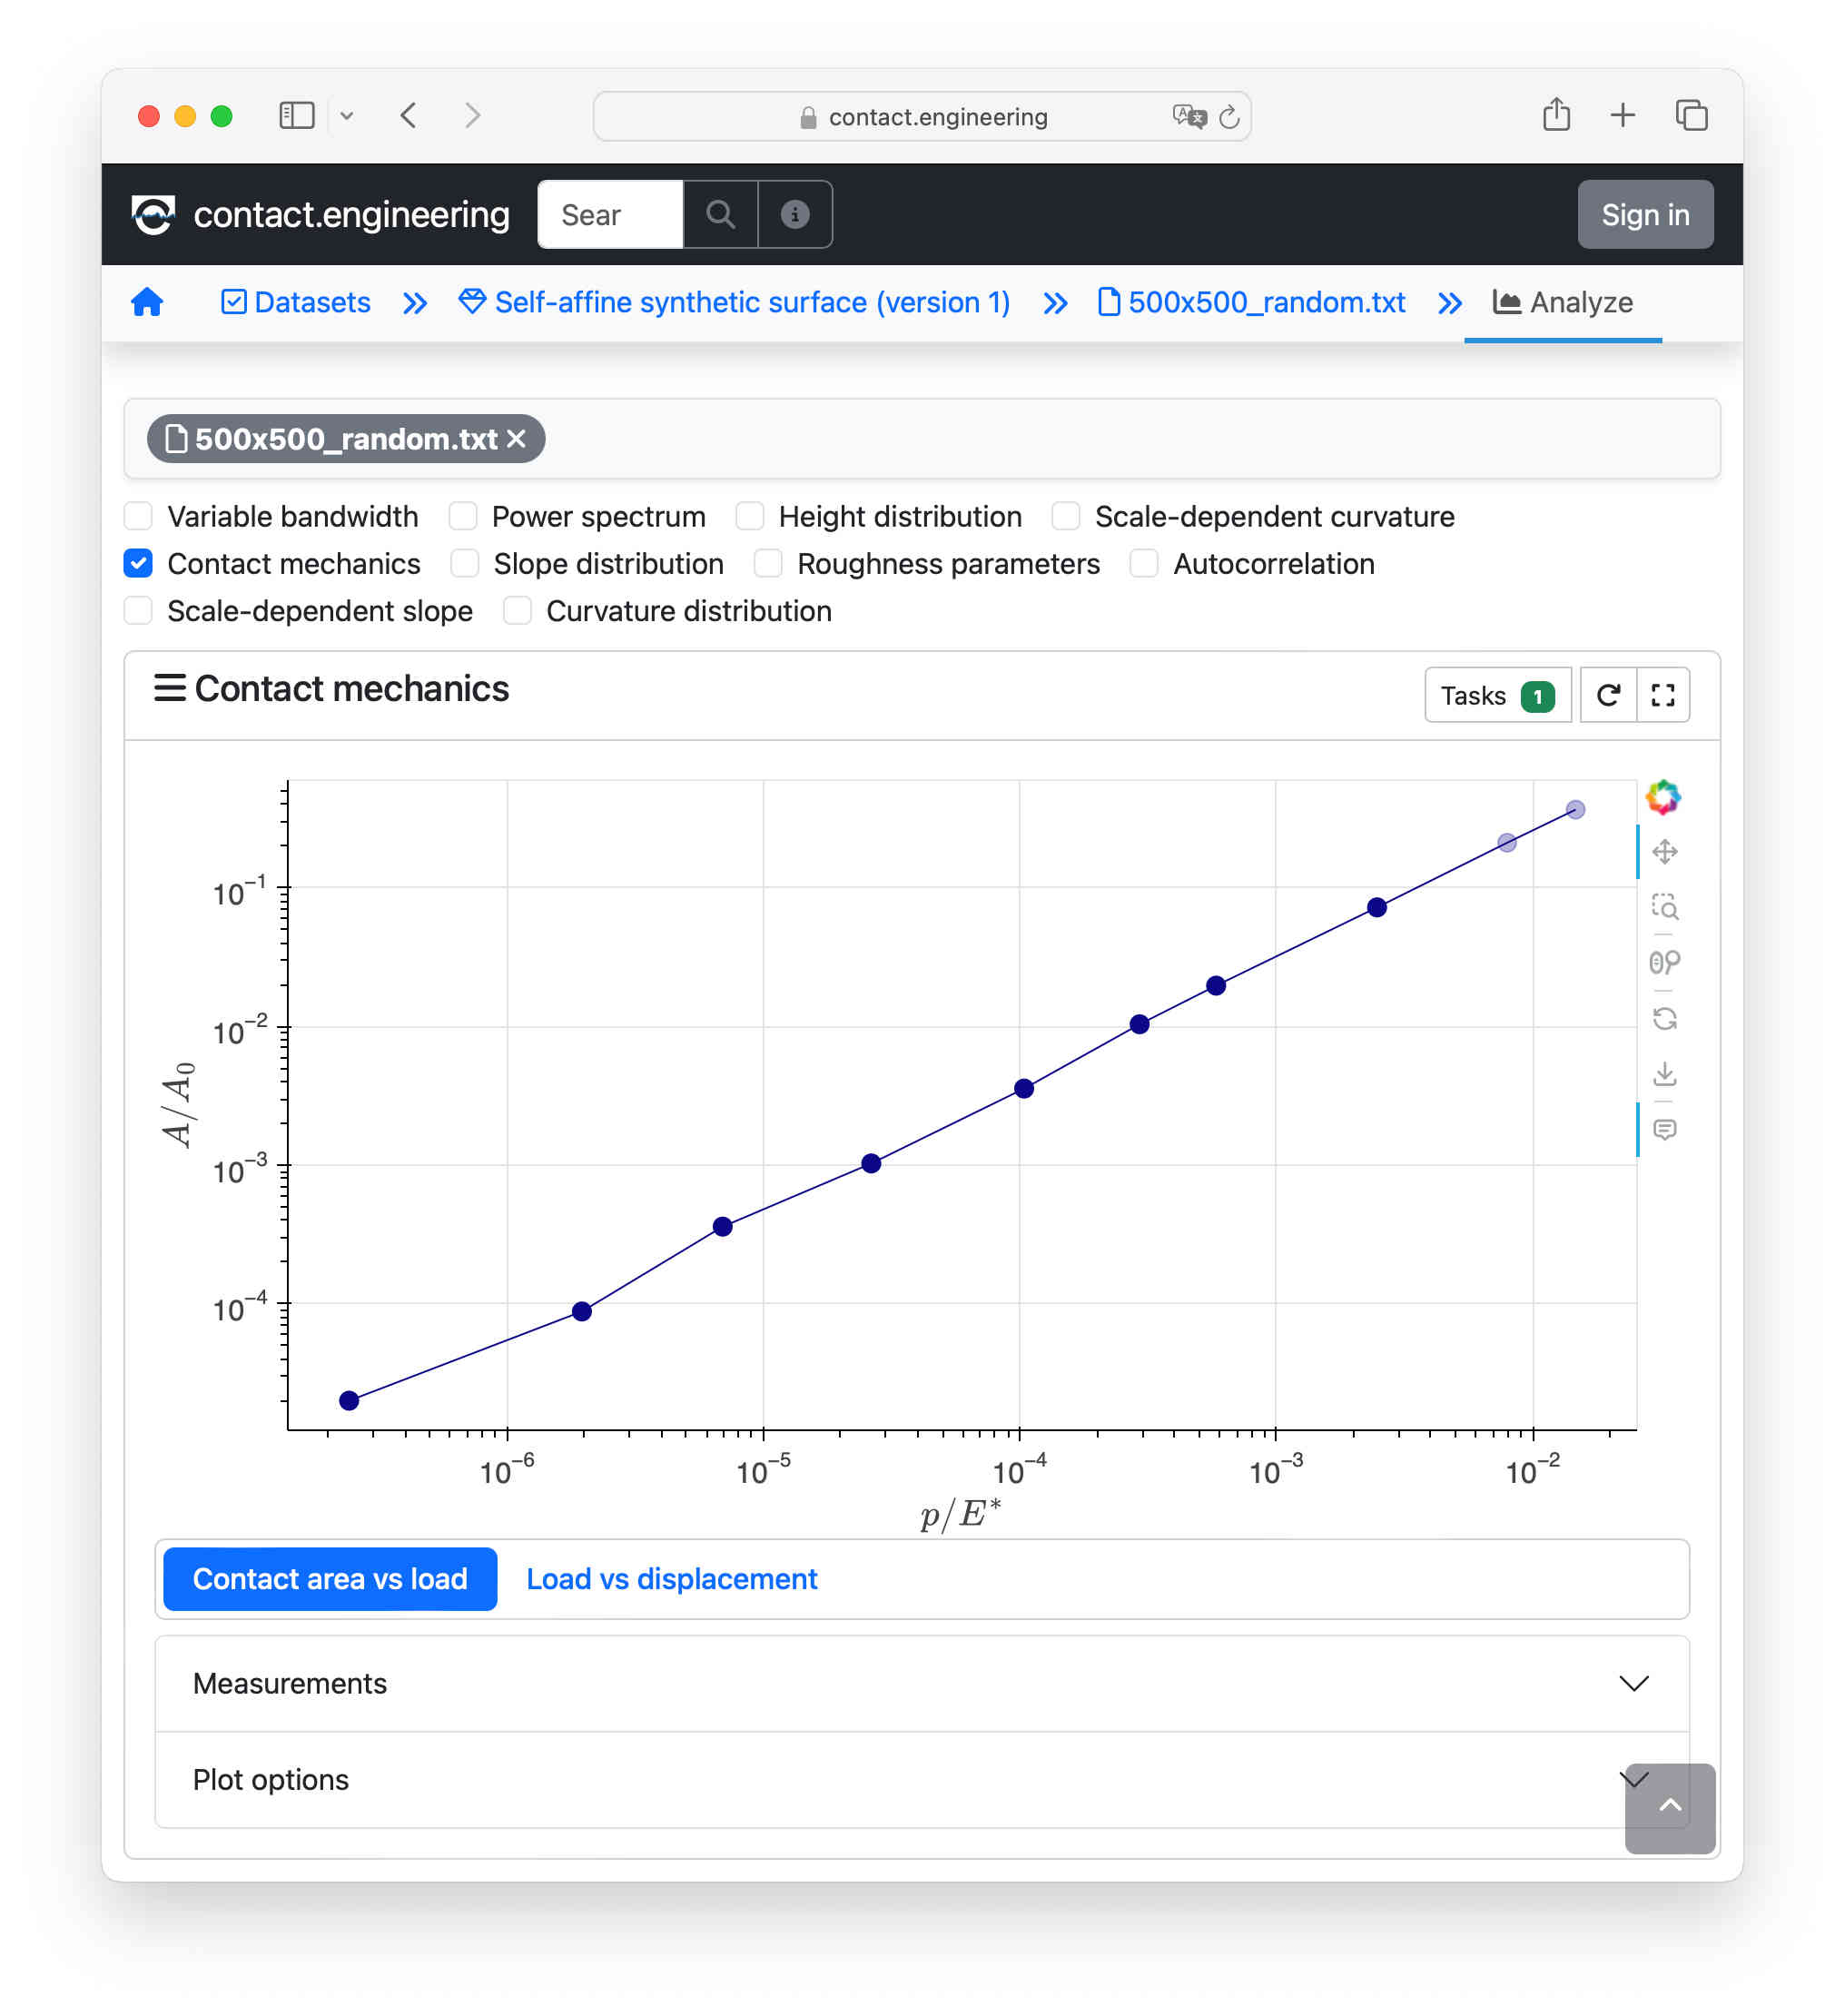 contact.engineering
contact.engineering Sear Sign in
Datasets Self-affine synthetic surface (version 1) 500x500_random.txt Analyze
500x500_random.txt
Variable bandwidth Power spectrum Height distribution Scale-dependent curvature
Contact mechanics Slope distribution Roughness parameters Autocorrelation
Scale-dependent slope Curvature distribution
Contact mechanics Tasks 1
10⁻¹
10⁻²
10⁻³
10⁻⁴
A/A₀
10⁻⁶ 10⁻⁵ 10⁻⁴ 10⁻³ 10⁻²
p/E*
Contact area vs load Load vs displacement
Measurements
Plot options